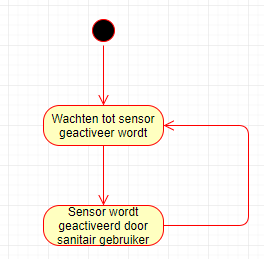 Wachten tot sensor
geactiveer wordt
Sensor wordt
geactiveerd door
sanitair gebruiker